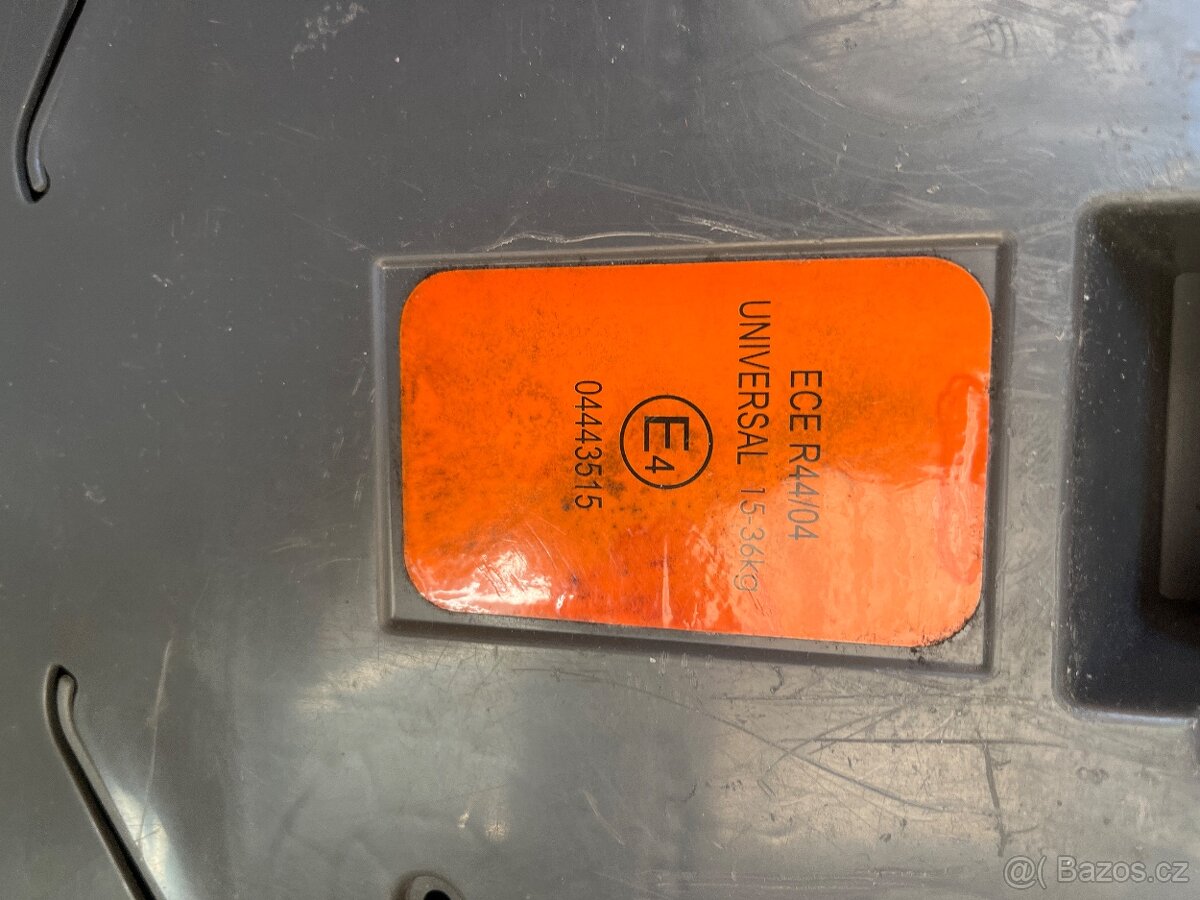 ECE R44/04
UNIVERSAL 15-36kg
E4
04443515
@( Bazos.cz